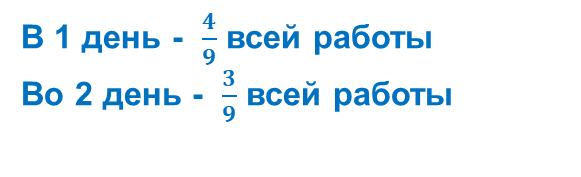 В 1 день - 4/9 всей работы
Во 2 день - 3/9 всей работы